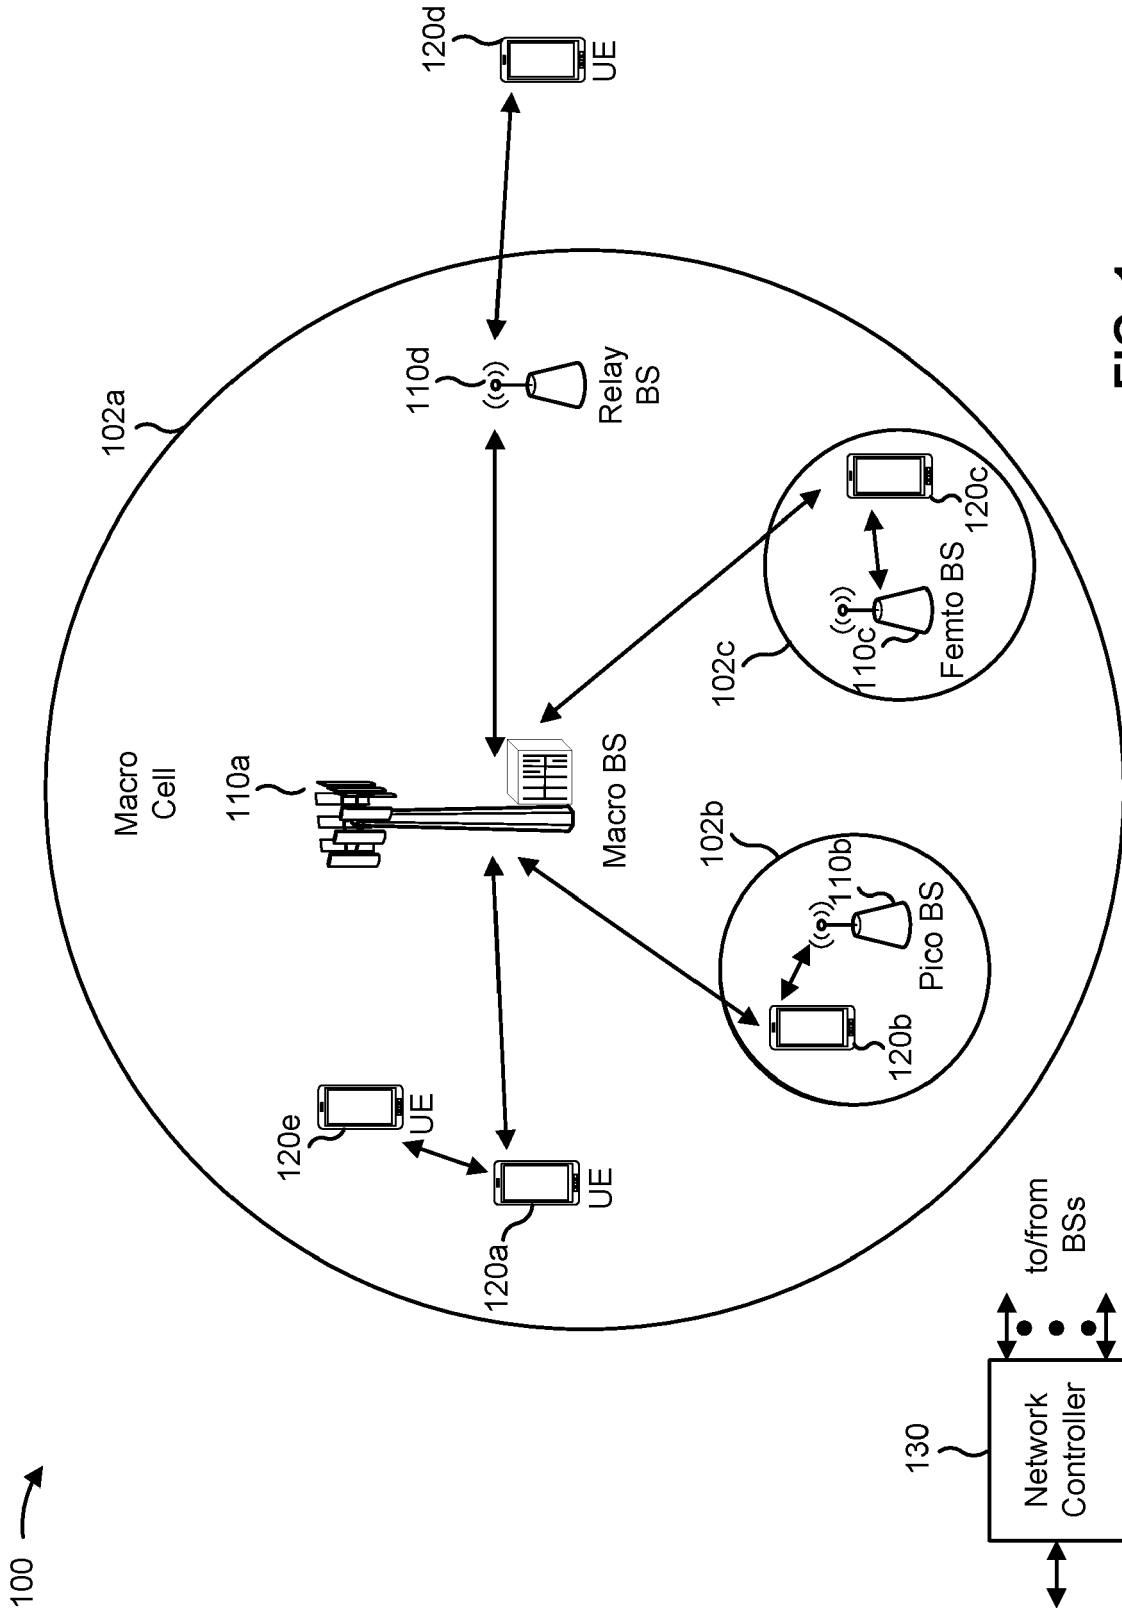 100
102a
Macro
Cell
110a
120d
UE
110d
Relay
BS
120e
UE
120a
UE
Macro BS
102b
110b
Pico BS
120b
102c
110c
Femto BS
120c
130
Network
Controller
to/from
BSs